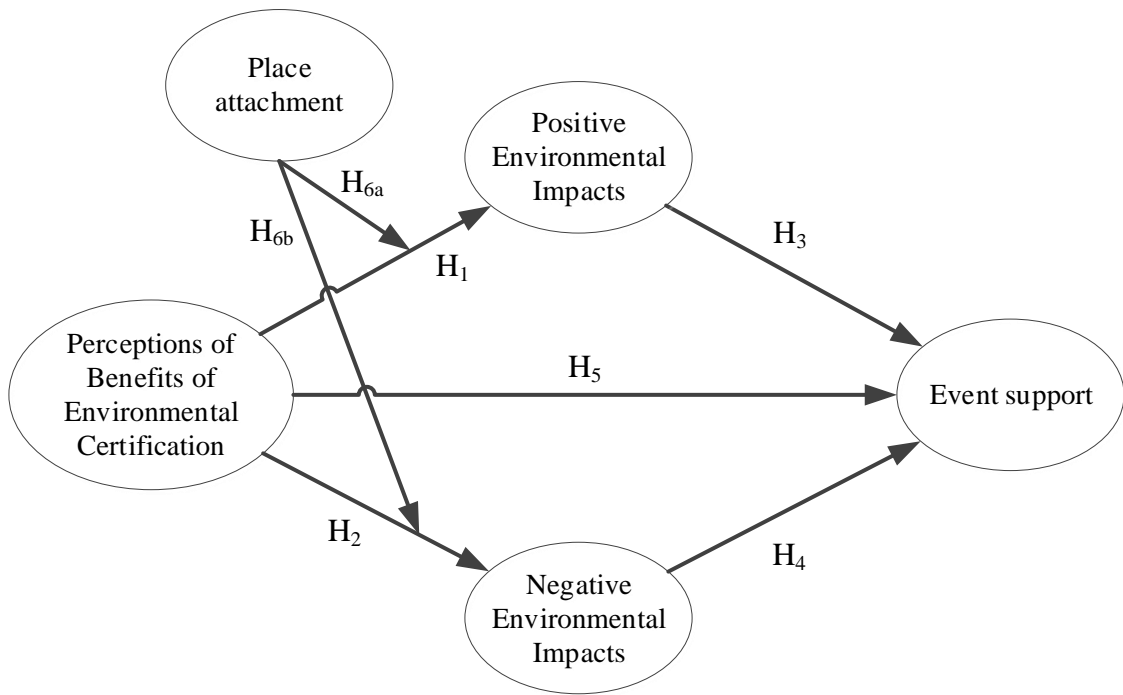 Place
attachment
Positive
Environmental
Impacts
H6a
H6b
H1
H3
Perceptions of
Benefits of
Environmental
Certification
H5
Event support
H2
H4
Negative
Environmental
Impacts